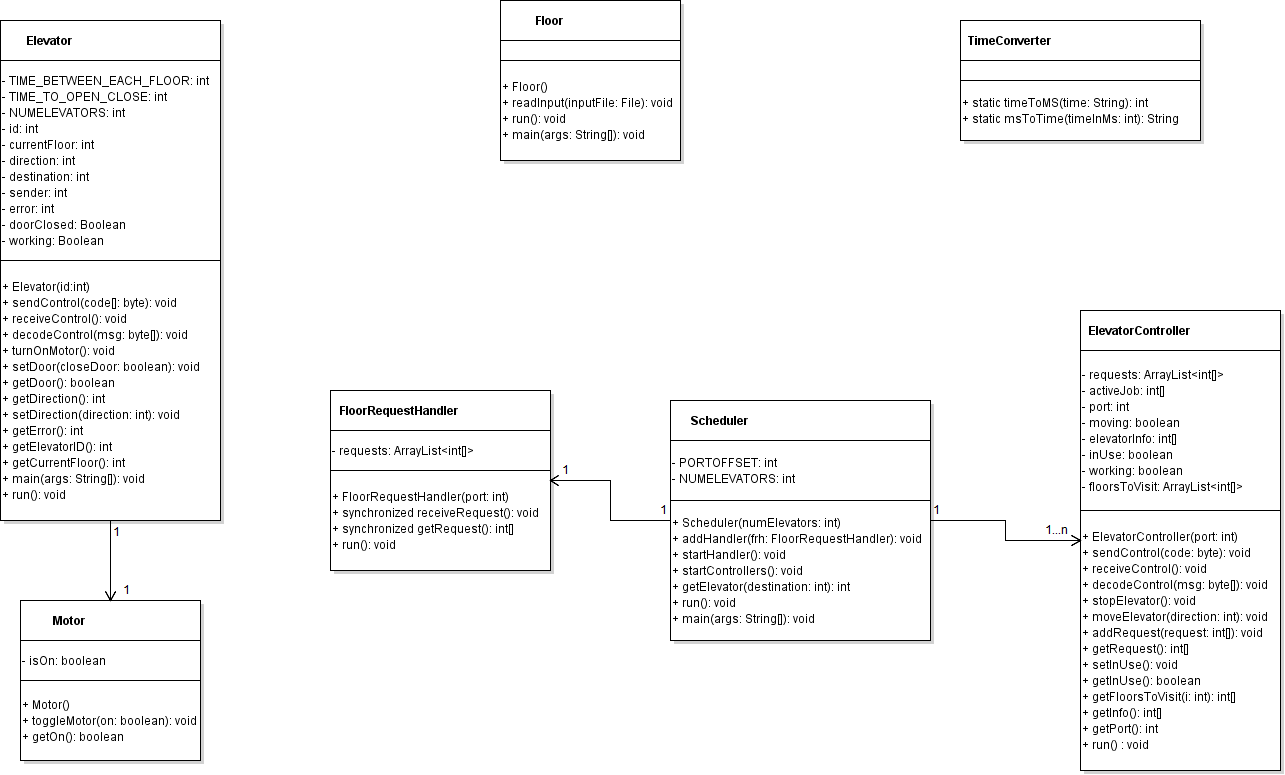 Elevator
- TIME_BETWEEN_EACH_FLOOR: int
- TIME_TO_OPEN_CLOSE: int
- NUMELEVATORS: int
- id: int
- currentFloor: int
- direction: int
- destination: int
- sender: int
- error: int
- doorClosed: Boolean
- working: Boolean
+ Elevator(id:int)
+ sendControl(code[]: byte): void
+ receiveControl(): void
+ decodeControl(msg: byte[]): void
+ turnOnMotor(): void
+ setDoor(closeDoor: boolean): void
+ getDoor(): boolean
+ getDirection(): int
+ setDirection(direction: int): void
+ getError(): int
+ getElevatorID(): int
+ getCurrentFloor(): int
+ main(args: String[]): void
+ run(): void
1
1
Motor
- isOn: boolean
+ Motor()
+ toggleMotor(on: boolean): void
+ getOn(): boolean
Floor
+ Floor()
+ readInput(inputFile: File): void
+ run(): void
+ main(args: String[]): void
TimeConverter
+ static timeToMS(time: String): int
+ static msToTime(timeInMs: int): String
FloorRequestHandler
- requests: ArrayList<int[]>
+ FloorRequestHandler(port: int)
+ synchronized receiveRequest(): void
+ synchronized getRequest(): int[]
+ run(): void
1
1
Scheduler
- PORTOFFSET: int
- NUMELEVATORS: int
+ Scheduler(numElevators: int)
+ addHandler(frh: FloorRequestHandler): void
+ startHandler(): void
+ startControllers(): void
+ getElevator(destination: int): int
+ run(): void
+ main(args: String[]): void
1
1...n
ElevatorController
- requests: ArrayList<int[]>
- activeJob: int[]
- port: int
- moving: boolean
- elevatorInfo: int[]
- inUse: boolean
- working: boolean
- floorsToVisit: ArrayList<int[]>
+ ElevatorController(port: int)
+ sendControl(code: byte): void
+ receiveControl(): void
+ decodeControl(msg: byte[]): void
+ stopElevator(): void
+ moveElevator(direction: int): void
+ addRequest(request: int[]): void
+ getRequest(): int[]
+ setInUse(): void
+ getInUse(): boolean
+ getFloorsToVisit(i: int): int[]
+ getInfo(): int[]
+ getPort(): int
+ run() : void